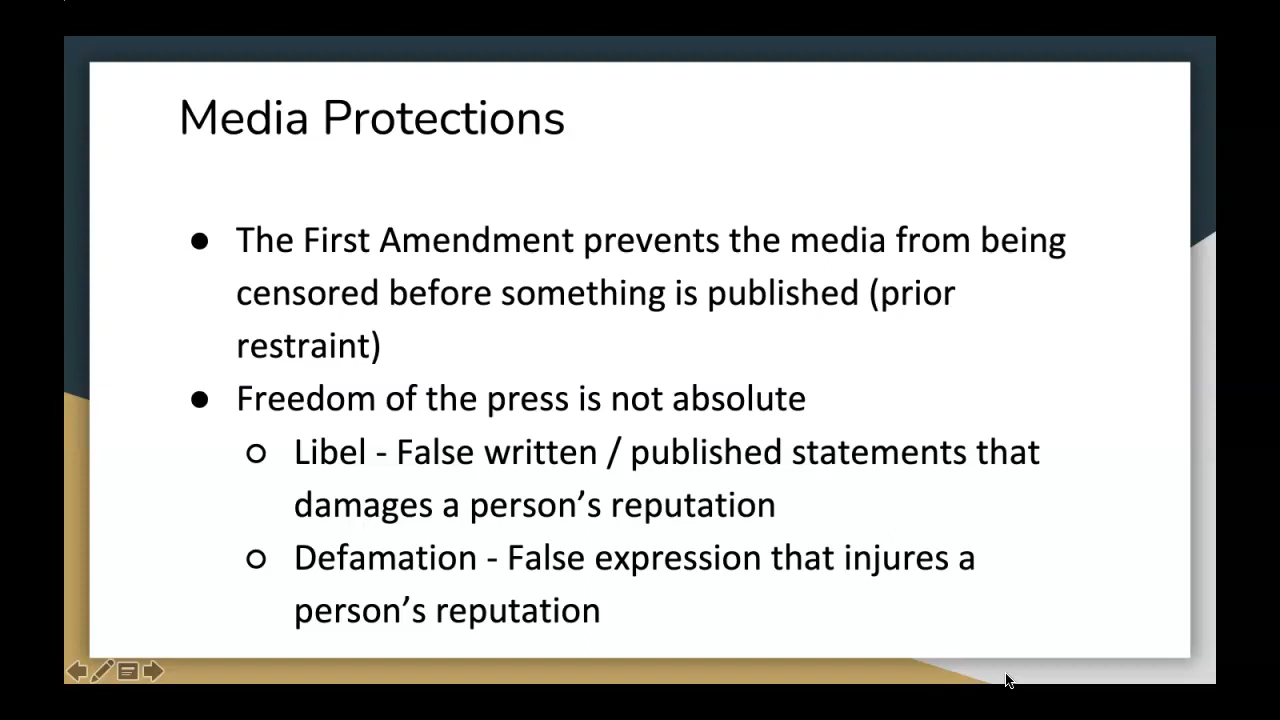 Media Protections
● The First Amendment prevents the media from being
censored before something is published (prior
restraint)
● Freedom of the press is not absolute
○ Libel - False written / published statements that
damages a person’s reputation
○ Defamation - False expression that injures a
person’s reputation